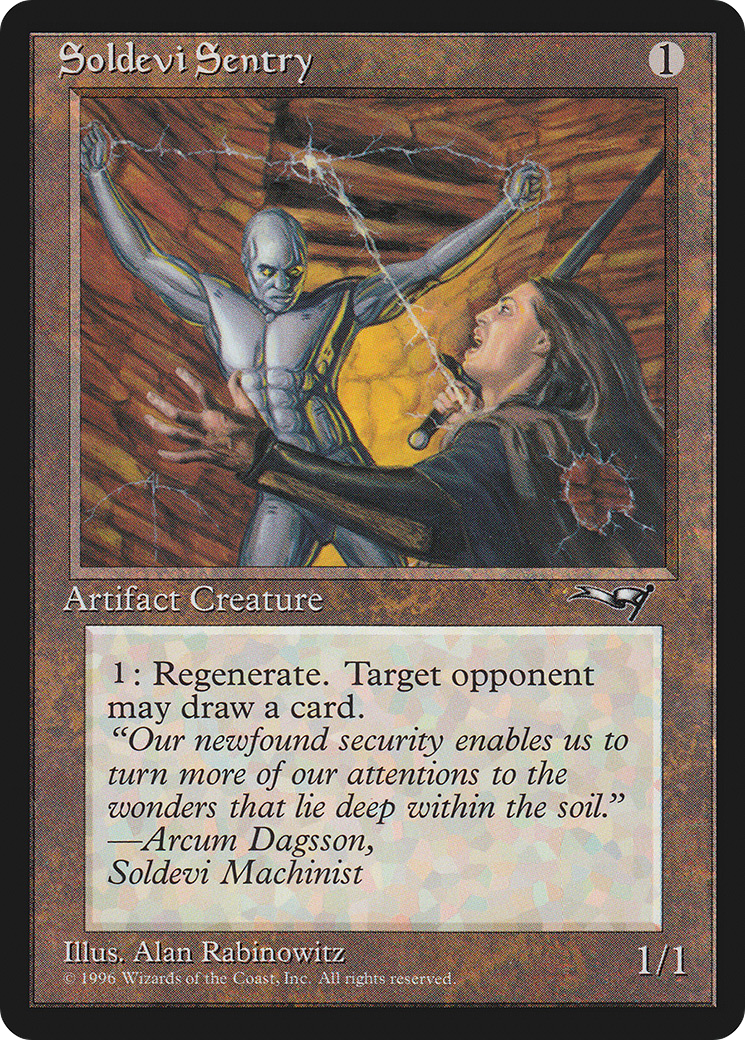 Soldevi Sentry
1
Artifact Creature
1: Regenerate. Target opponent
may draw a card.
“Our newfound security enables us to
turn more of our attentions to the
wonders that lie deep within the soil.”
—Arcum Dagsson,
Soldevi Machinist
Illus. Alan Rabinowitz
1/1
© 1996 Wizards of the Coast, Inc. All rights reserved.